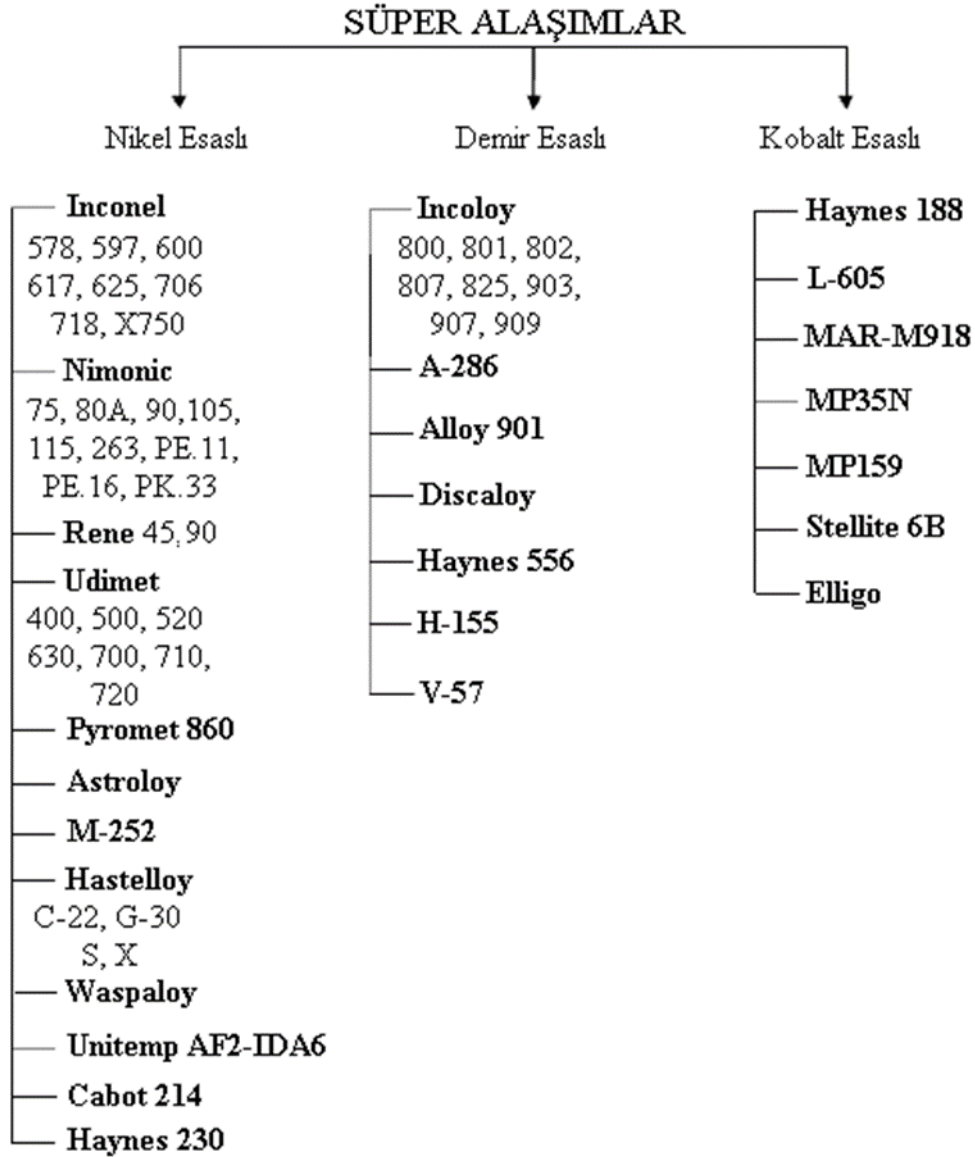 SÜPER ALAŞIMLAR
Nikel Esaslı
Inconel
578, 597, 600
617, 625, 706
718, X750
Nimonic
75, 80A, 90,105,
115, 263, PE.11,
PE.16, PK.33
Rene 45,90
Udimet
400, 500, 520
630, 700, 710,
720
Pyromet 860
Astroloy
M-252
Hastelloy
C-22, G-30
S, X
Waspaloy
Unitemp AF2-IDA6
Cabot 214
Haynes 230
Demir Esaslı
Incoloy
800, 801, 802,
807, 825, 903,
907, 909
A-286
Alloy 901
Discaloy
Haynes 556
H-155
V-57
Kobalt Esaslı
Haynes 188
L-605
MAR-M918
MP35N
MP159
Stellite 6B
Elligo